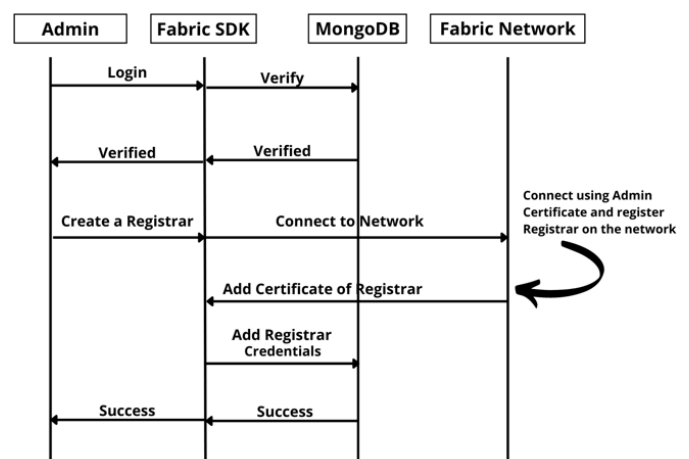 Admin
Fabric SDK
MongoDB
Fabric Network
Login
Verify
Verified
Verified
Connect using Admin
Certificate and register
Registrar on the network
Create a Registrar
Connect to Network
Add Certificate of Registrar
Add Registrar
Credentials
Success
Success